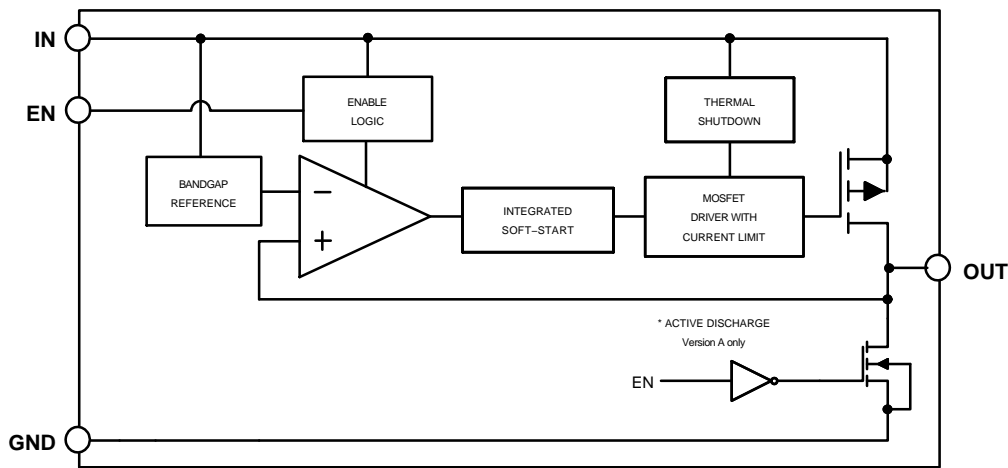 IN
EN
ENABLE
LOGIC
THERMAL
SHUTDOWN
BANDGAP
REFERENCE
−
+
INTEGRATED
SOFT−START
MOSFET
DRIVER WITH
CURRENT LIMIT
OUT
* ACTIVE DISCHARGE
Version A only
EN
GND